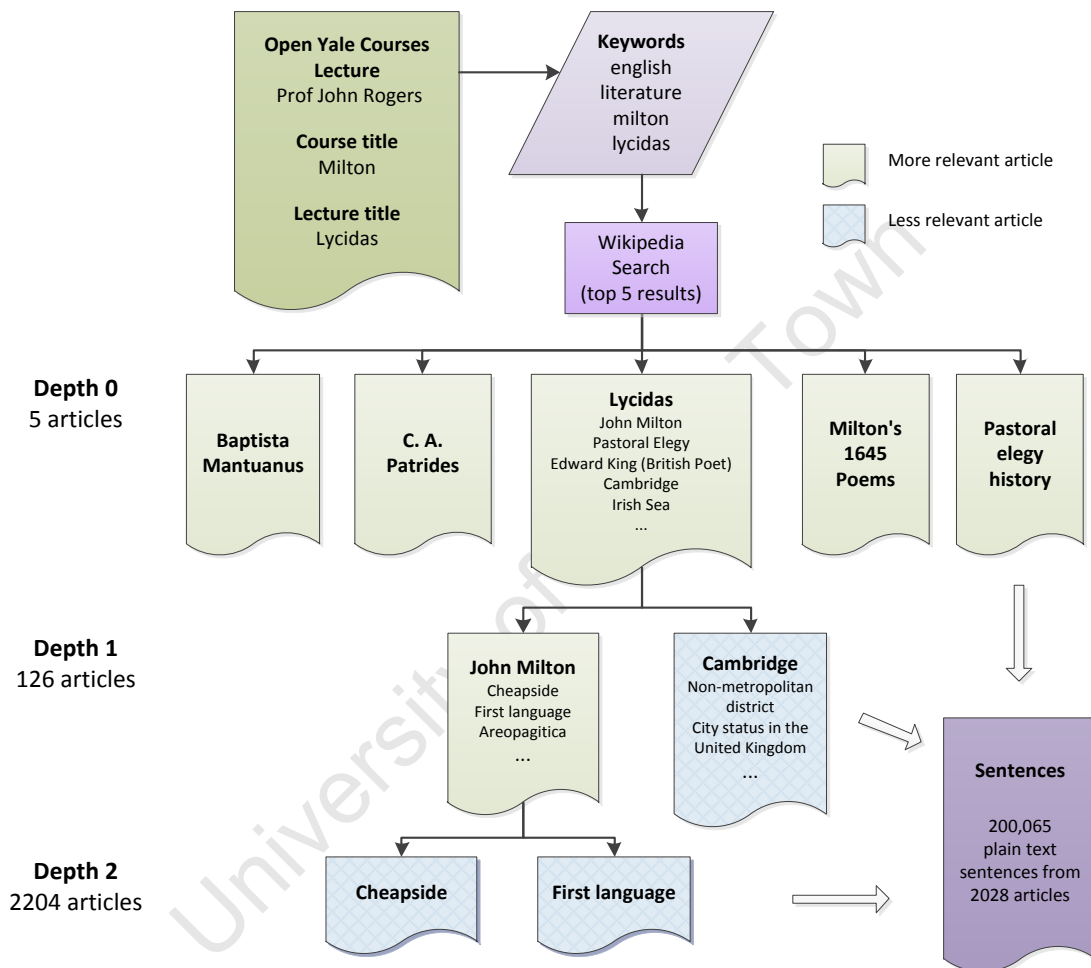 Open Yale Courses
Lecture
Prof John Rogers
Course title
Milton
Lecture title
Lycidas
Keywords
english
literature
milton
lycidas
More relevant article
Less relevant article
Wikipedia
Search
(top 5 results)
Depth 0
5 articles
Baptista
Mantuanus
C. A.
Patrides
Lycidas
John Milton
Pastoral Elegy
Edward King (British Poet)
Cambridge
Irish Sea
...
Milton's
1645
Poems
Pastoral
elegy
history
Depth 1
126 articles
John Milton
Cheapside
First language
Areopagitica
...
Cambridge
Non-metropolitan
district
City status in the
United Kingdom
...
Sentences
200,065
plain text
sentences from
2028 articles
Depth 2
2204 articles
Cheapside
First language
University of Town